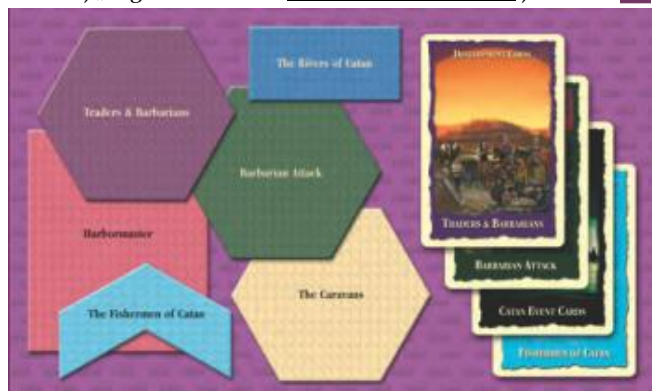 The Rivers of Catan
Traders & Barbarians
Barbarian Attack
Harbormaster
The Caravans
The Fishermen of Catan
DEVELOPMENT CARDS
TRADERS & BARBARIANS
BARBARIAN ATTACK
CATAN EVENT CARDS
FISHERMEN OF CATAN